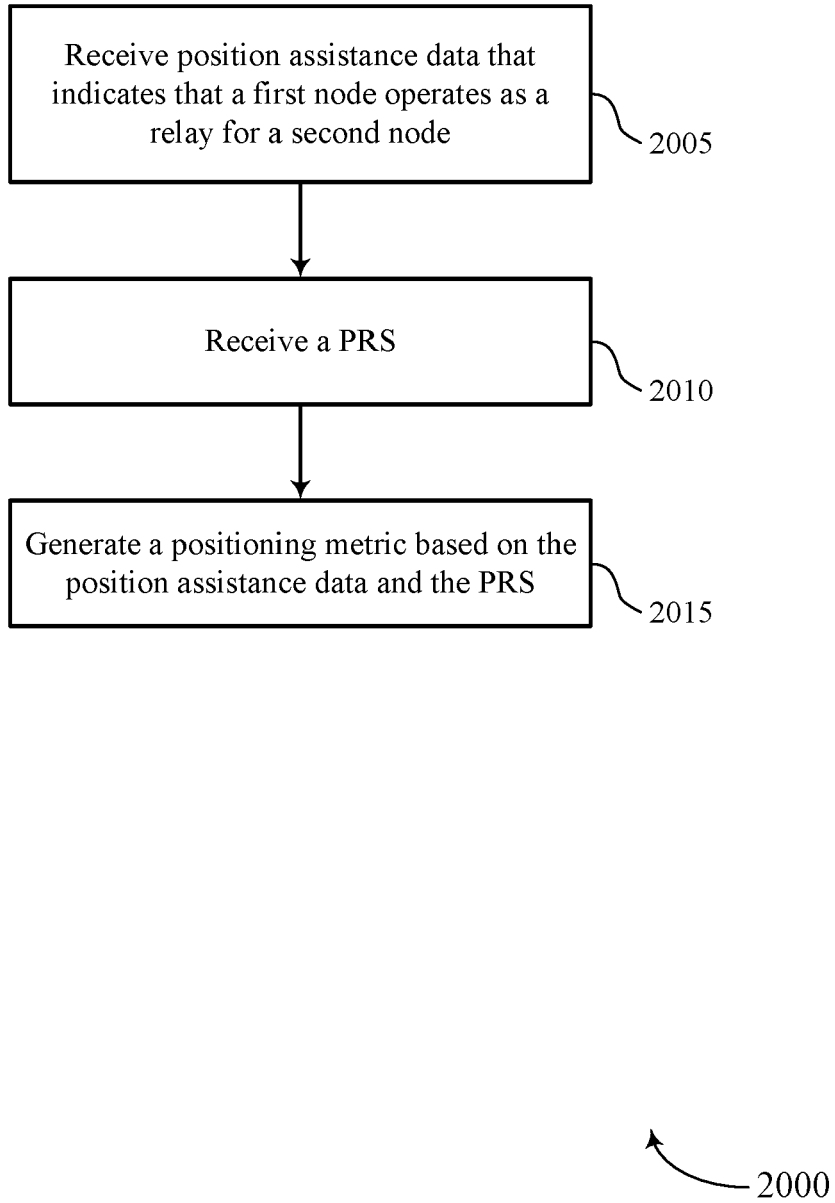 Receive position assistance data that
indicates that a first node operates as a
relay for a second node
2005
Receive a PRS
2010
Generate a positioning metric based on the
position assistance data and the PRS
2015
2000